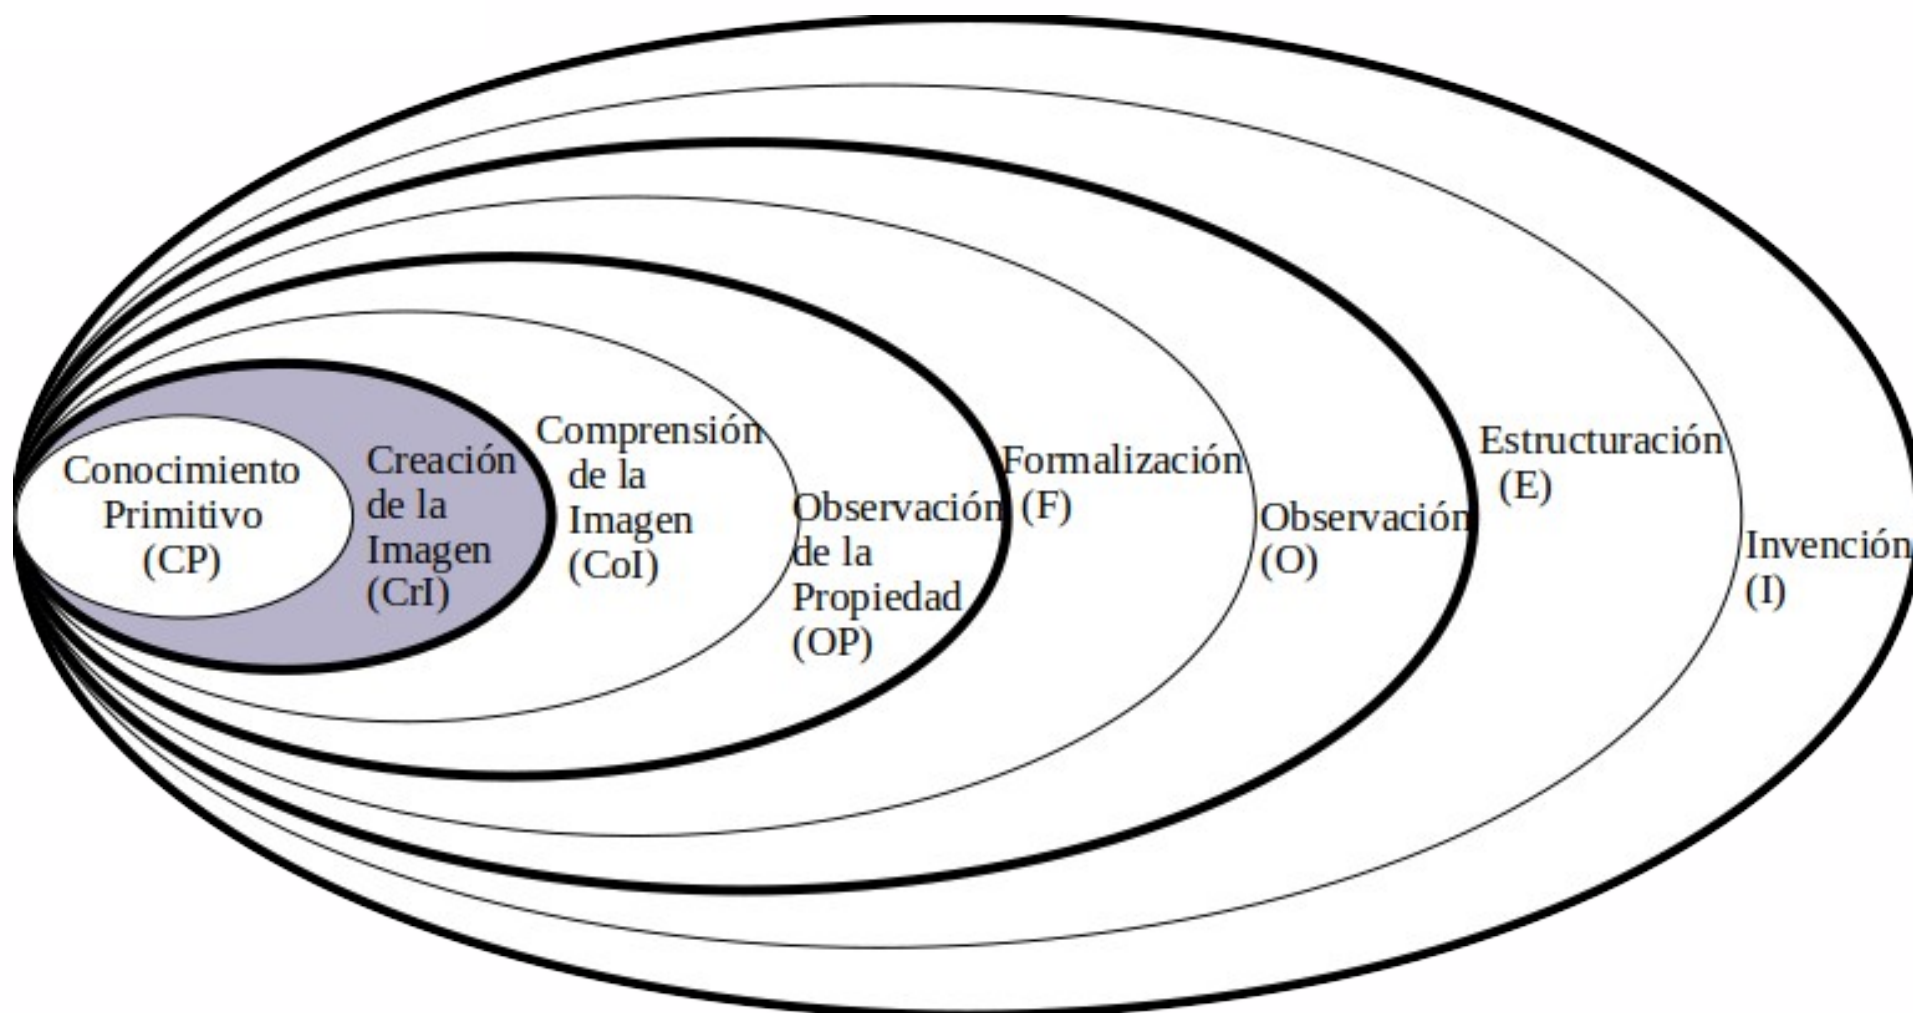 Conocimiento
Primitivo
(CP)
Creación
de la
Imagen
(CrI)
Comprensión
de la
Imagen
(CoI)
Observación
de la
Propiedad
(OP)
Formalización
(F)
Observación
(O)
Estructuración
(E)
Invención
(I)